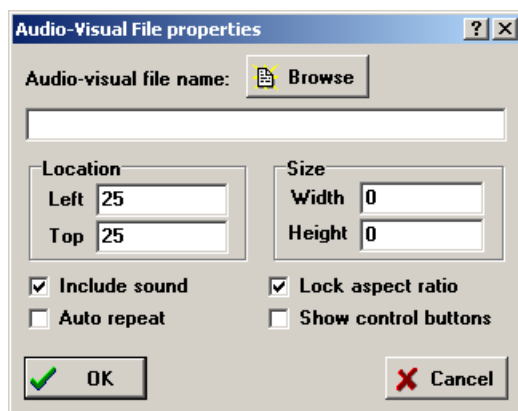 Audio-Visual File properties
Audio-visual file name:
Browse
Location
Left 25
Top 25
Size
Width 0
Height 0
Include sound
Lock aspect ratio
Auto repeat
Show control buttons
OK
Cancel